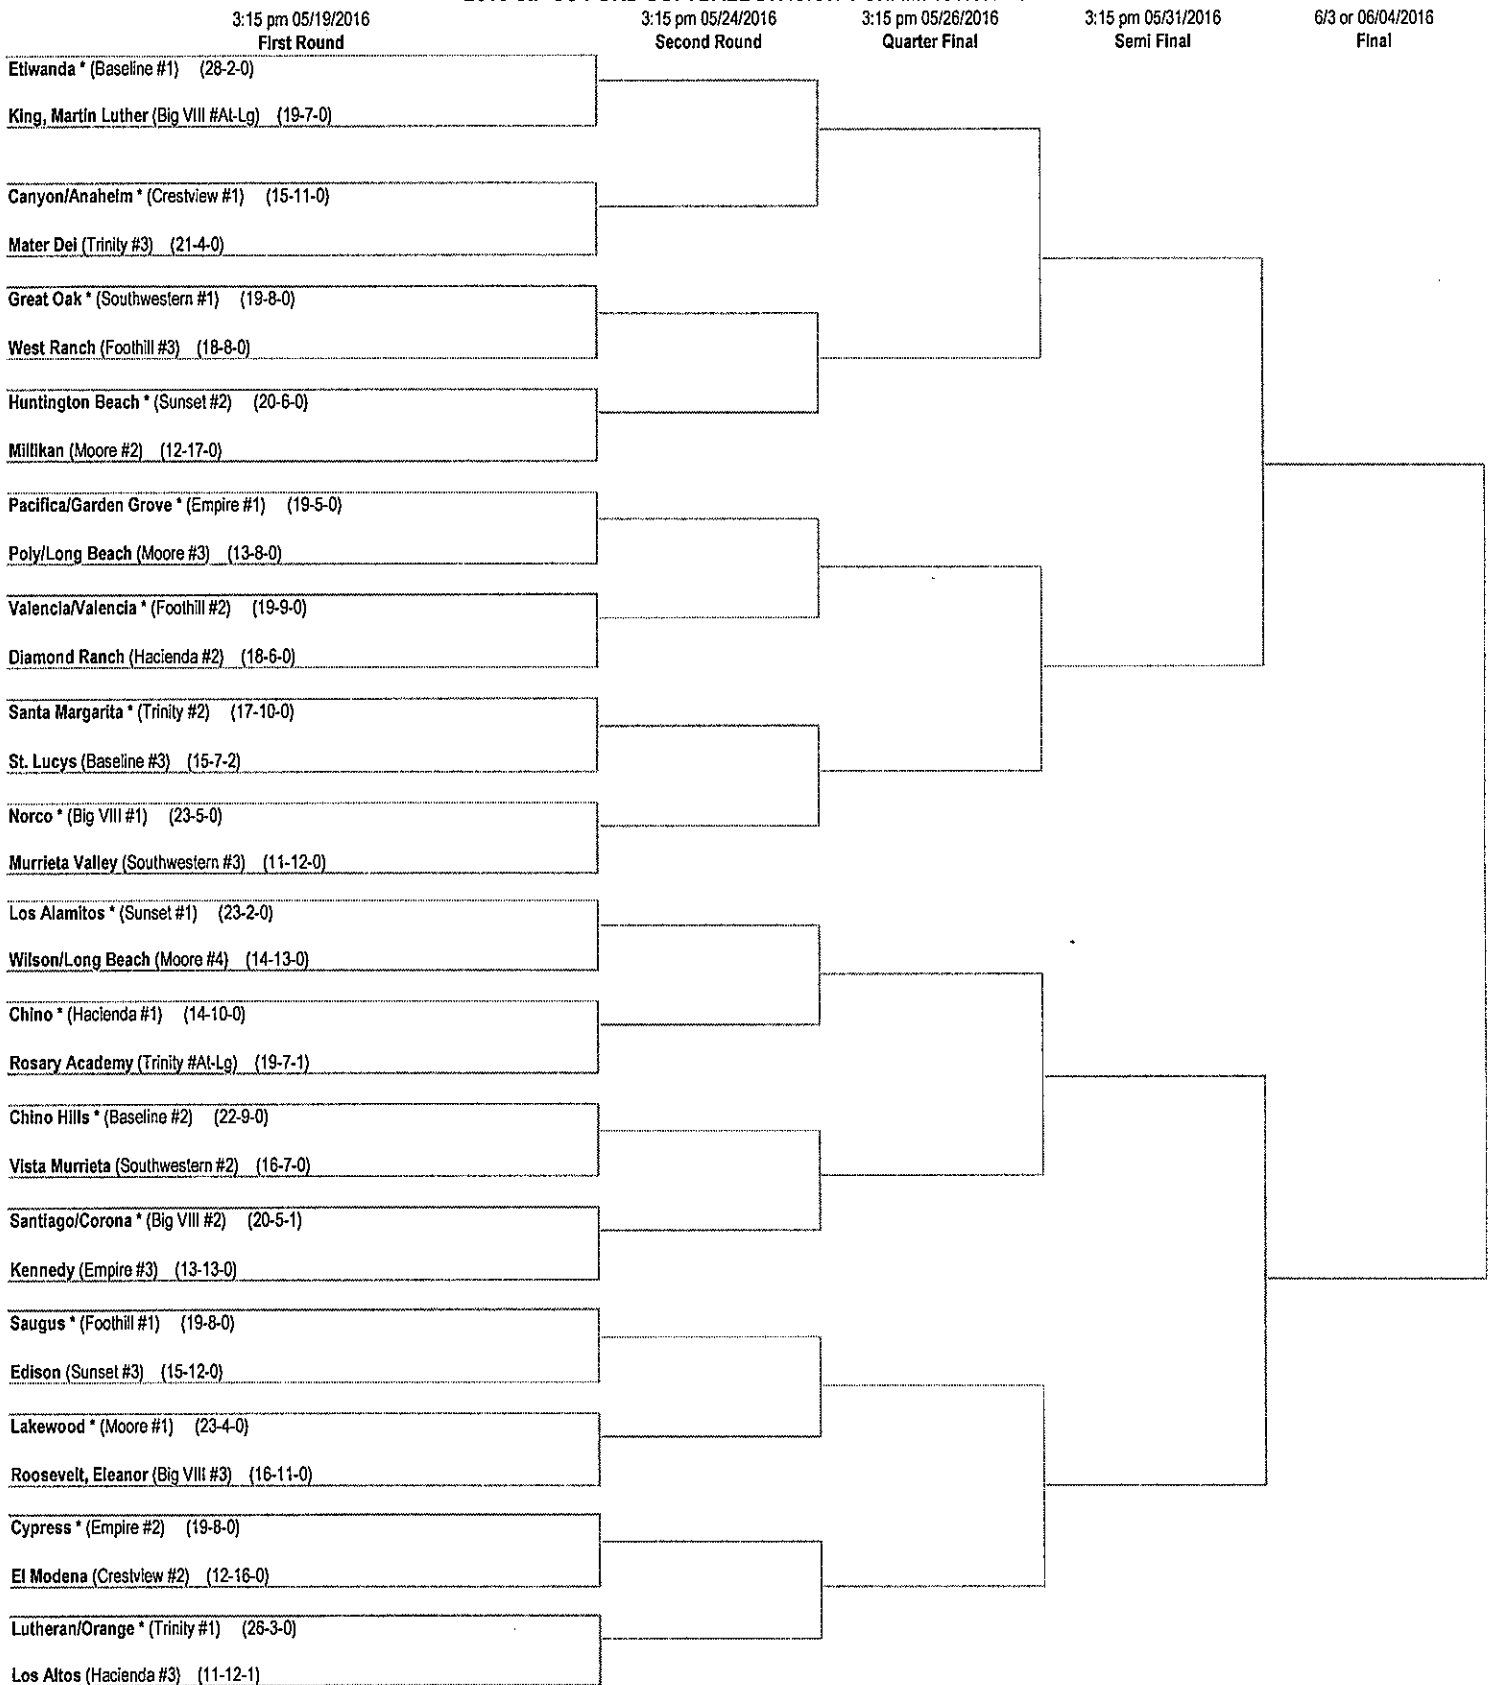 3:15 pm 05/19/2016 3:15 pm 05/24/2016 3:15 pm 05/26/2016 3:15 pm 05/31/2016 6/3 or 06/04/2016
First Round Second Round Quarter Final Semi Final Final
Etiwanda * (Baseline #1) (28-2-0)
King, Martin Luther (Big VIII #At-Lg) (19-7-0)
Canyon/Anaheim * (Crestview #1) (15-11-0)
Mater Dei (Trinity #3) (21-4-0)
Great Oak * (Southwestern #1) (19-8-0)
West Ranch (Foothill #3) (18-8-0)
Huntington Beach * (Sunset #2) (20-6-0)
Millikan (Moore #2) (12-17-0)
Pacifica/Garden Grove * (Empire #1) (19-5-0)
Poly/Long Beach (Moore #3) (13-8-0)
Valencia/Valencia * (Foothill #2) (19-9-0)
Diamond Ranch (Hacienda #2) (18-6-0)
Santa Margarita * (Trinity #2) (17-10-0)
St. Lucys (Baseline #3) (15-7-2)
Norco * (Big VIII #1) (23-5-0)
Murrieta Valley (Southwestern #3) (11-12-0)
Los Alamitos * (Sunset #1) (23-2-0)
Wilson/Long Beach (Moore #4) (14-13-0)
Chino * (Hacienda #1) (14-10-0)
Rosary Academy (Trinity #At-Lg) (19-7-1)
Chino Hills * (Baseline #2) (22-9-0)
Vista Murrieta (Southwestern #2) (16-7-0)
Santiago/Corona * (Big VIII #2) (20-5-1)
Kennedy (Empire #3) (13-13-0)
Saugus * (Foothill #1) (19-8-0)
Edison (Sunset #3) (15-12-0)
Lakewood * (Moore #1) (23-4-0)
Roosevelt, Eleanor (Big VIII #3) (16-11-0)
Cypress * (Empire #2) (19-8-0)
El Modena (Crestview #2) (12-16-0)
Lutheran/Orange * (Trinity #1) (26-3-0)
Los Altos (Hacienda #3) (11-12-1)